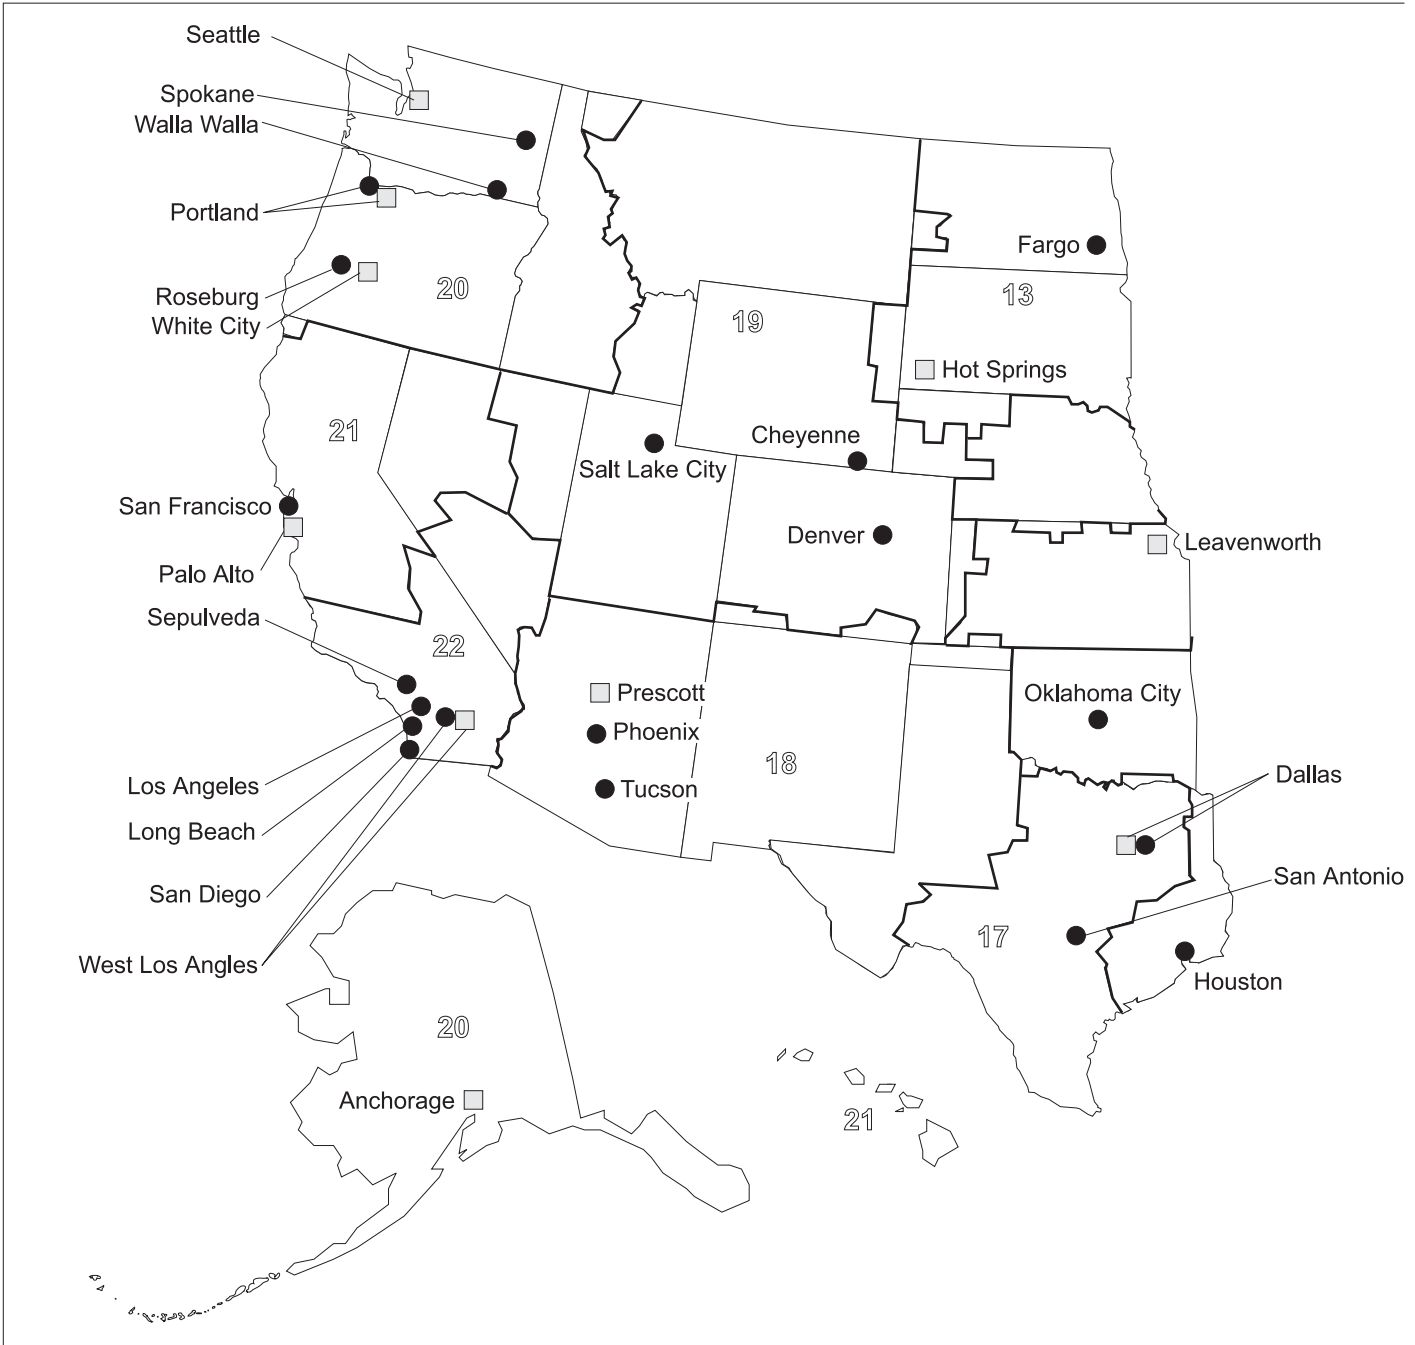 Seattle
Spokane
Walla Walla
Portland
Fargo
Roseburg
20
13
White City
19
Hot Springs
21
Cheyenne
Salt Lake City
San Francisco
Denver
Leavenworth
Palo Alto
Sepulveda
22
Prescott
Oklahoma City
Phoenix
18
Dallas
Los Angeles
Tucson
Long Beach
San Diego
San Antonio
17
West Los Angles
Houston
20
Anchorage
21